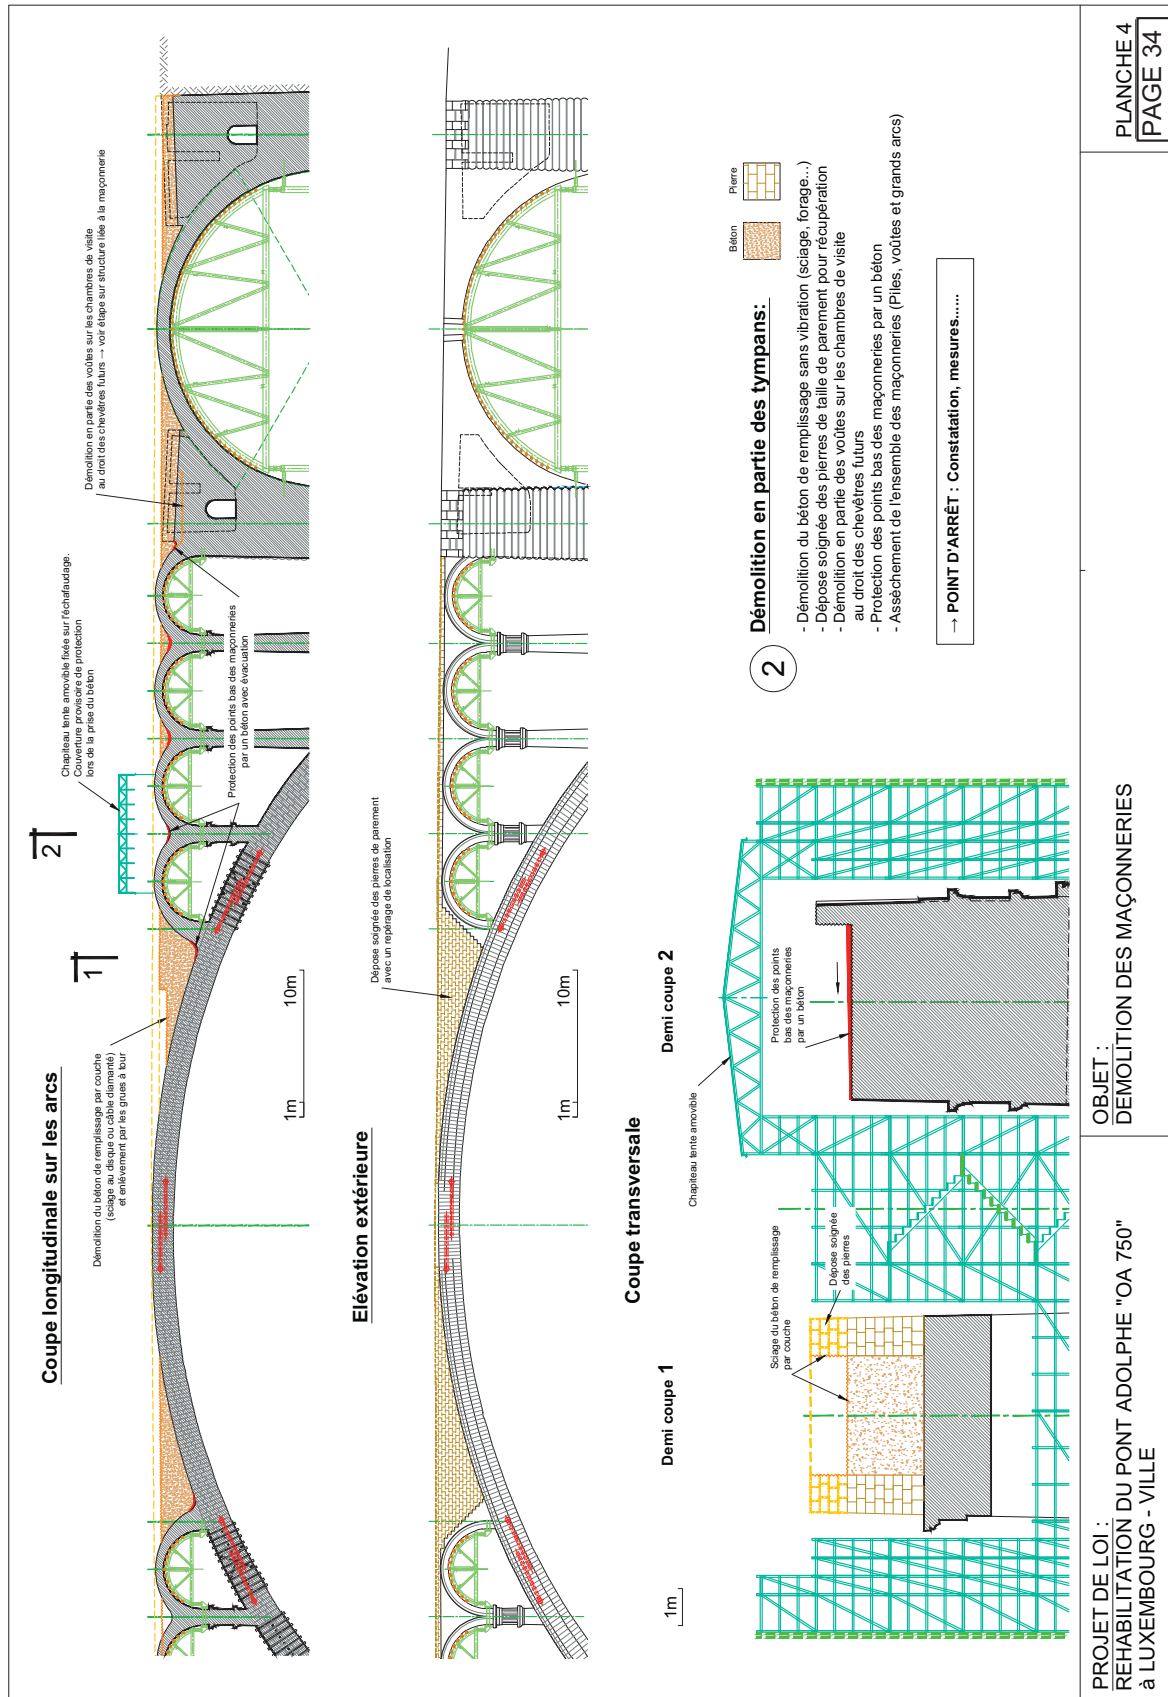 Coupe longitudinale sur les arcs
Démolition du béton de remplissage par couche
(sciage au disque ou câble diamanté)
et enlèvement par les grues à tour
1
2
Chapiteau tente amovible fixée sur l'échafaudage.
Couverture provisoire de protection
lors de la prise du béton
Démolition en partie des voûtes sur les chambres de visite
au droit des chevêtres futurs → voir étape sur structure liée à la maçonnerie
Protection des points bas des maçonneries
par un béton avec évacuation
1m
10m
Elévation extérieure
Dépose soignée des pierres de parement
avec un repérage de localisation
1m
10m
Coupe transversale
Demi coupe 1
Demi coupe 2
1m
Sciage du béton de remplissage
par couche
Dépose soignée
des pierres
Chapiteau tente amovible
Protection des points
bas des maçonneries
par un béton
2
Démolition en partie des tympans:
Béton
Pierre
- Démolition du béton de remplissage sans vibration (sciage, forage...)
- Dépose soignée des pierres de taille de parement pour récupération
- Démolition en partie des voûtes sur les chambres de visite
au droit des chevêtres futurs
- Protection des points bas des maçonneries par un béton
- Assèchement de l'ensemble des maçonneries (Piles, voûtes et grands arcs)
→ POINT D'ARRÊT : Constatation, mesures......
PROJET DE LOI :
REHABILITATION DU PONT ADOLPHE "OA 750"
à LUXEMBOURG - VILLE
OBJET :
DEMOLITION DES MAÇONNERIES
PLANCHE 4
PAGE 34